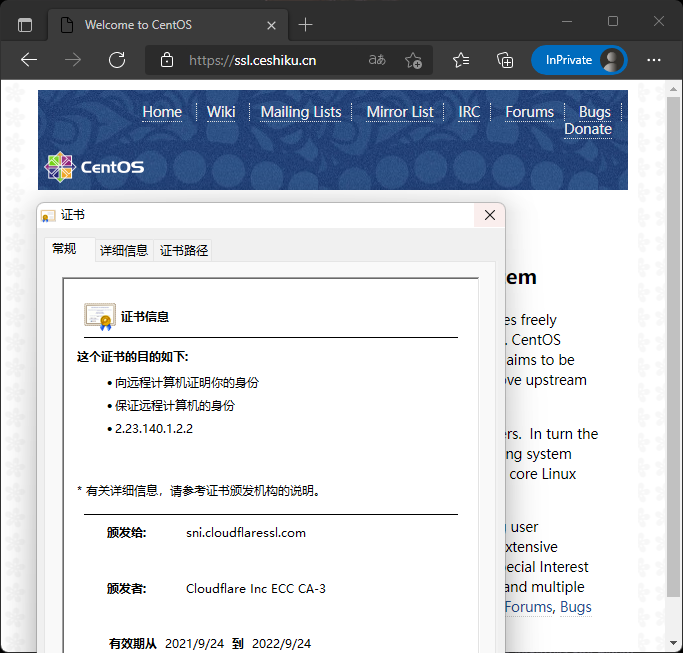 Welcome to CentOS
https://ssl.ceshiku.cn
aあ
InPrivate
Home Wiki Mailing Lists Mirror List IRC Forums Bugs
Donate
CentOS
证书
常规 详细信息 证书路径
em
证书信息
es freely
. CentOS
这个证书的目的如下:
aims to be
• 向远程计算机证明你的身份
ve upstream
• 保证远程计算机的身份
• 2.23.140.1.2.2
ers. In turn the
ng system
core Linux
* 有关详细信息，请参考证书颁发机构的说明。
user
颁发给: sni.cloudflaressl.com
xtensive
ecial Interest
颁发者: Cloudflare Inc ECC CA-3
and multiple
Forums, Bugs
有效期从 2021/9/24 到 2022/9/24